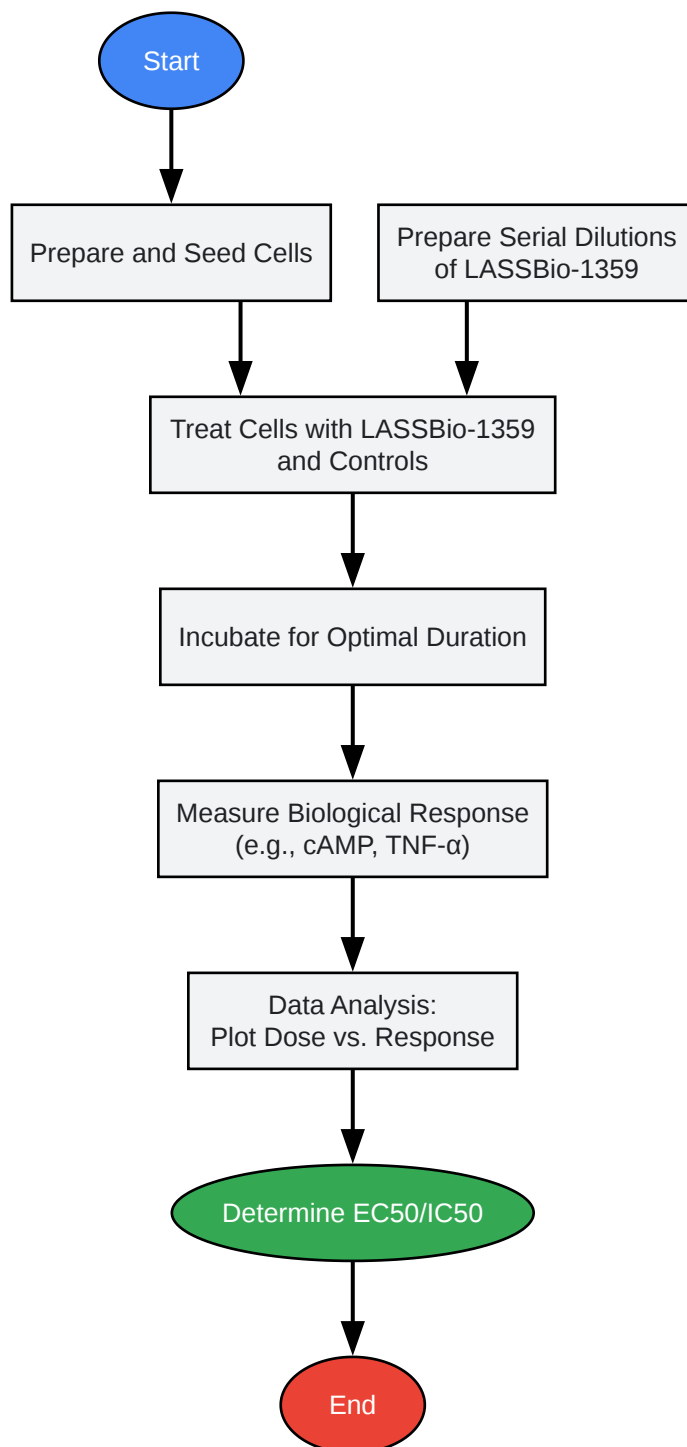 Start
Prepare and Seed Cells
Prepare Serial Dilutions
of LASSBio-1359
Treat Cells with LASSBio-1359
and Controls
Incubate for Optimal Duration
Measure Biological Response
(e.g., cAMP, TNF-α)
Data Analysis:
Plot Dose vs. Response
Determine EC50/IC50
End